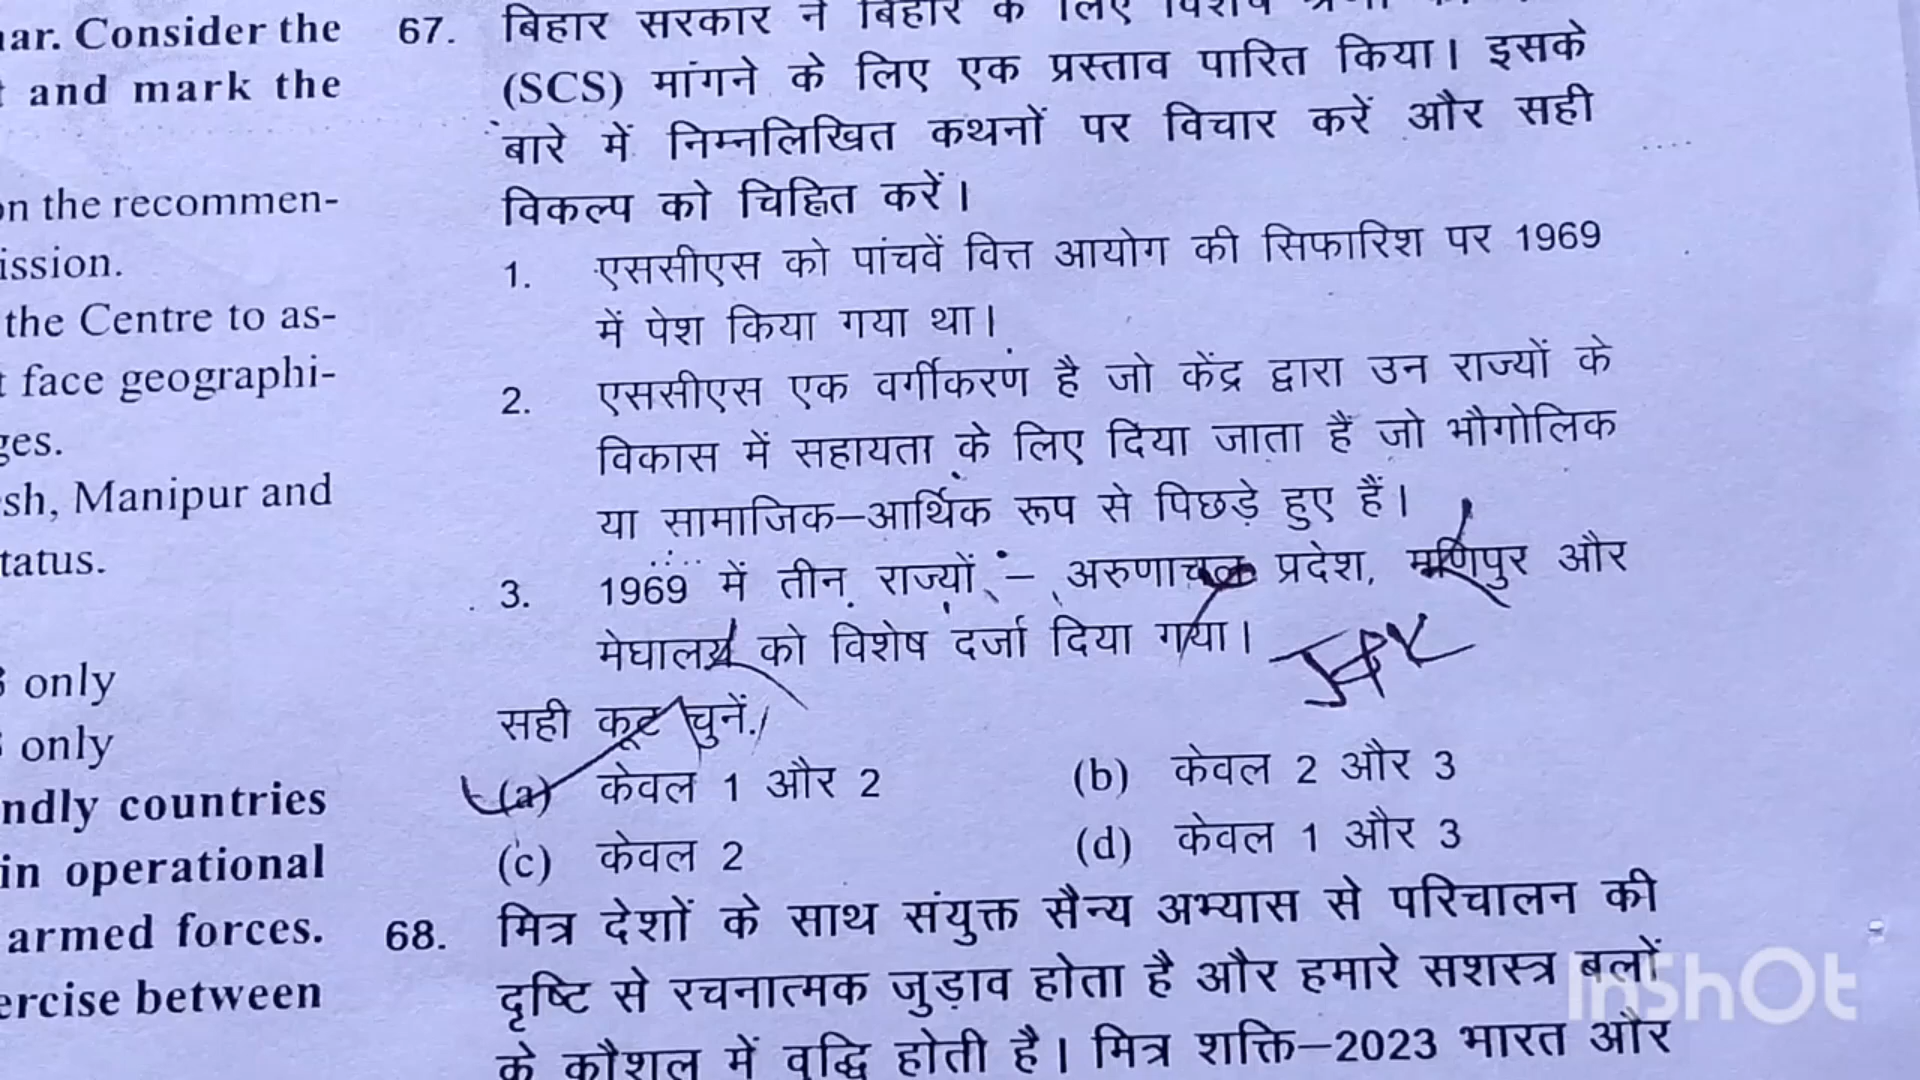 ar. Consider the
and mark the
on the recommen-
ission.
the Centre to as-
face geographi-
ges.
sh, Manipur and
tatus.
3 only
only
ndly countries
in operational
armed forces.
ercise between
67. बिहार सरकार ने बिहार के लिए विशेष
(SCS) मांगने के लिए एक प्रस्ताव पारित किया। इसके
बारे में निम्नलिखित कथनों पर विचार करें और सही
विकल्प को चिह्नित करें।
1. एससीएस को पांचवें वित्त आयोग की सिफारिश पर 1969
में पेश किया गया था।
2. एससीएस एक वर्गीकरण है जो केंद्र द्वारा उन राज्यों के
विकास में सहायता के लिए दिया जाता है जो भौगोलिक
या सामाजिक–आर्थिक रूप से पिछड़े हुए हैं।
3. 1969 में तीन राज्यों – अरुणाचल प्रदेश, मणिपुर और
मेघालय को विशेष दर्जा दिया गया।
J&K
सही कूट चुनें।
(a) केवल 1 और 2 (b) केवल 2 और 3
(c) केवल 2 (d) केवल 1 और 3
68. मित्र देशों के साथ संयुक्त सैन्य अभ्यास से परिचालन की
दृष्टि से रचनात्मक जुड़ाव होता है और हमारे सशस्त्र बलों
के कौशल में वृद्धि होती है। मित्र शक्ति–2023 भारत और
InShOt